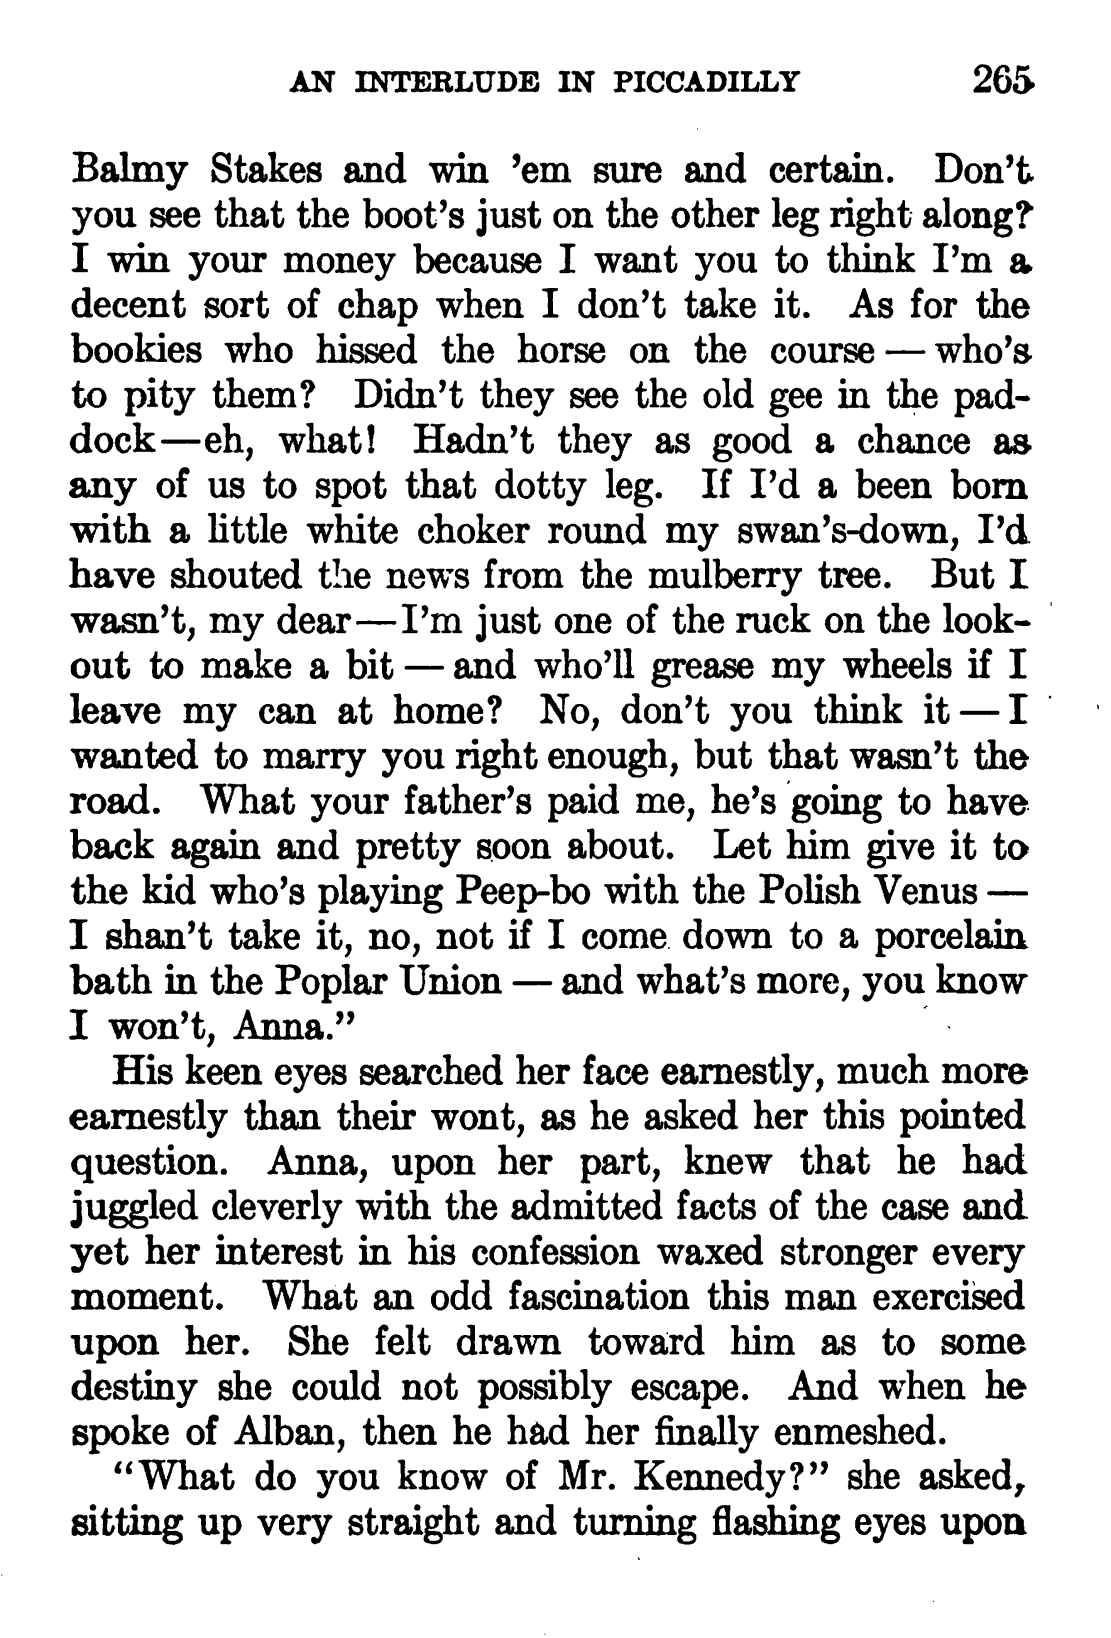 AN INTERLUDE IN PICCADILLY 265
Balmy Stakes and win 'em sure and certain. Don't
you see that the boot's just on the other leg right along?
I win your money because I want you to think I'm a
decent sort of chap when I don't take it. As for the
bookies who hissed the horse on the course — who's
to pity them? Didn't they see the old gee in the pad-
dock—eh, what! Hadn't they as good a chance as
any of us to spot that dotty leg. If I'd a been born
with a little white choker round my swan's-down, I'd
have shouted the news from the mulberry tree. But I
wasn't, my dear—I'm just one of the ruck on the look-
out to make a bit — and who'll grease my wheels if I
leave my can at home? No, don't you think it — I
wanted to marry you right enough, but that wasn't the
road. What your father's paid me, he's going to have
back again and pretty soon about. Let him give it to
the kid who's playing Peep-bo with the Polish Venus —
I shan't take it, no, not if I come down to a porcelain
bath in the Poplar Union — and what's more, you know
I won't, Anna."
His keen eyes searched her face earnestly, much more
earnestly than their wont, as he asked her this pointed
question. Anna, upon her part, knew that he had
juggled cleverly with the admitted facts of the case and
yet her interest in his confession waxed stronger every
moment. What an odd fascination this man exercised
upon her. She felt drawn toward him as to some
destiny she could not possibly escape. And when he
spoke of Alban, then he had her finally enmeshed.
"What do you know of Mr. Kennedy?" she asked,
sitting up very straight and turning flashing eyes upon